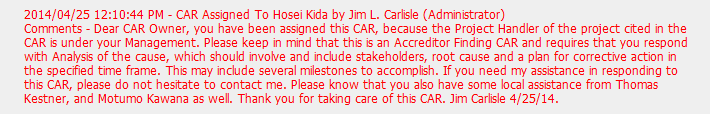 2014/04/25 12:10:44 PM - CAR Assigned To Hosei Kida by Jim L. Carlisle (Administrator)
Comments - Dear CAR Owner, you have been assigned this CAR, because the Project Handler of the project cited in the
CAR is under your Management. Please keep in mind that this is an Accreditor Finding CAR and requires that you respond
with Analysis of the cause, which should involve and include stakeholders, root cause and a plan for corrective action in
the specified time frame. This may include several milestones to accomplish. If you need my assistance in responding to
this CAR, please do not hesitate to contact me. Please know that you also have some local assistance from Thomas
Kestner, and Motumo Kawana as well. Thank you for taking care of this CAR. Jim Carlisle 4/25/14.